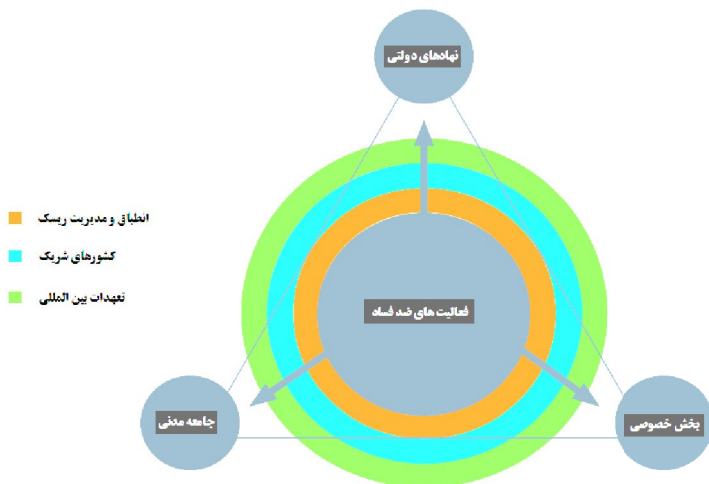 نهادهای دولتی
انطباق و مدیریت ریسک
کشورهای شریک
تعهدات بین المللی
فعالیت های ضد فساد
جامعه مدنی
بخش خصوصی